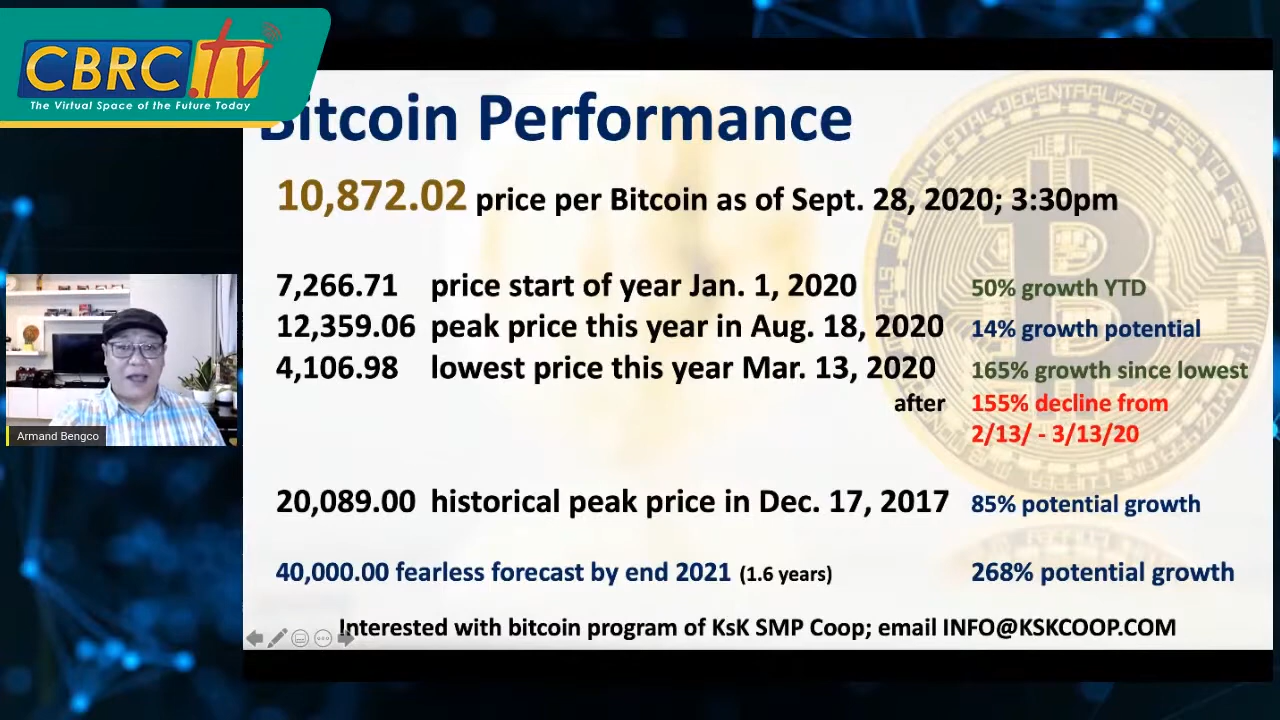 CBRC.tv
The Virtual Space of the Future Today
Bitcoin Performance
10,872.02 price per Bitcoin as of Sept. 28, 2020; 3:30pm
7,266.71 price start of year Jan. 1, 2020 50% growth YTD
12,359.06 peak price this year in Aug. 18, 2020 14% growth potential
4,106.98 lowest price this year Mar. 13, 2020 165% growth since lowest
after 155% decline from
2/13/ - 3/13/20
20,089.00 historical peak price in Dec. 17, 2017 85% potential growth
40,000.00 fearless forecast by end 2021 (1.6 years) 268% potential growth
Interested with bitcoin program of KsK SMP Coop; email INFO@KSKCOOP.COM
Armand Bengco
DECENTRALIZED
PEER TO PEER
DIGITAL